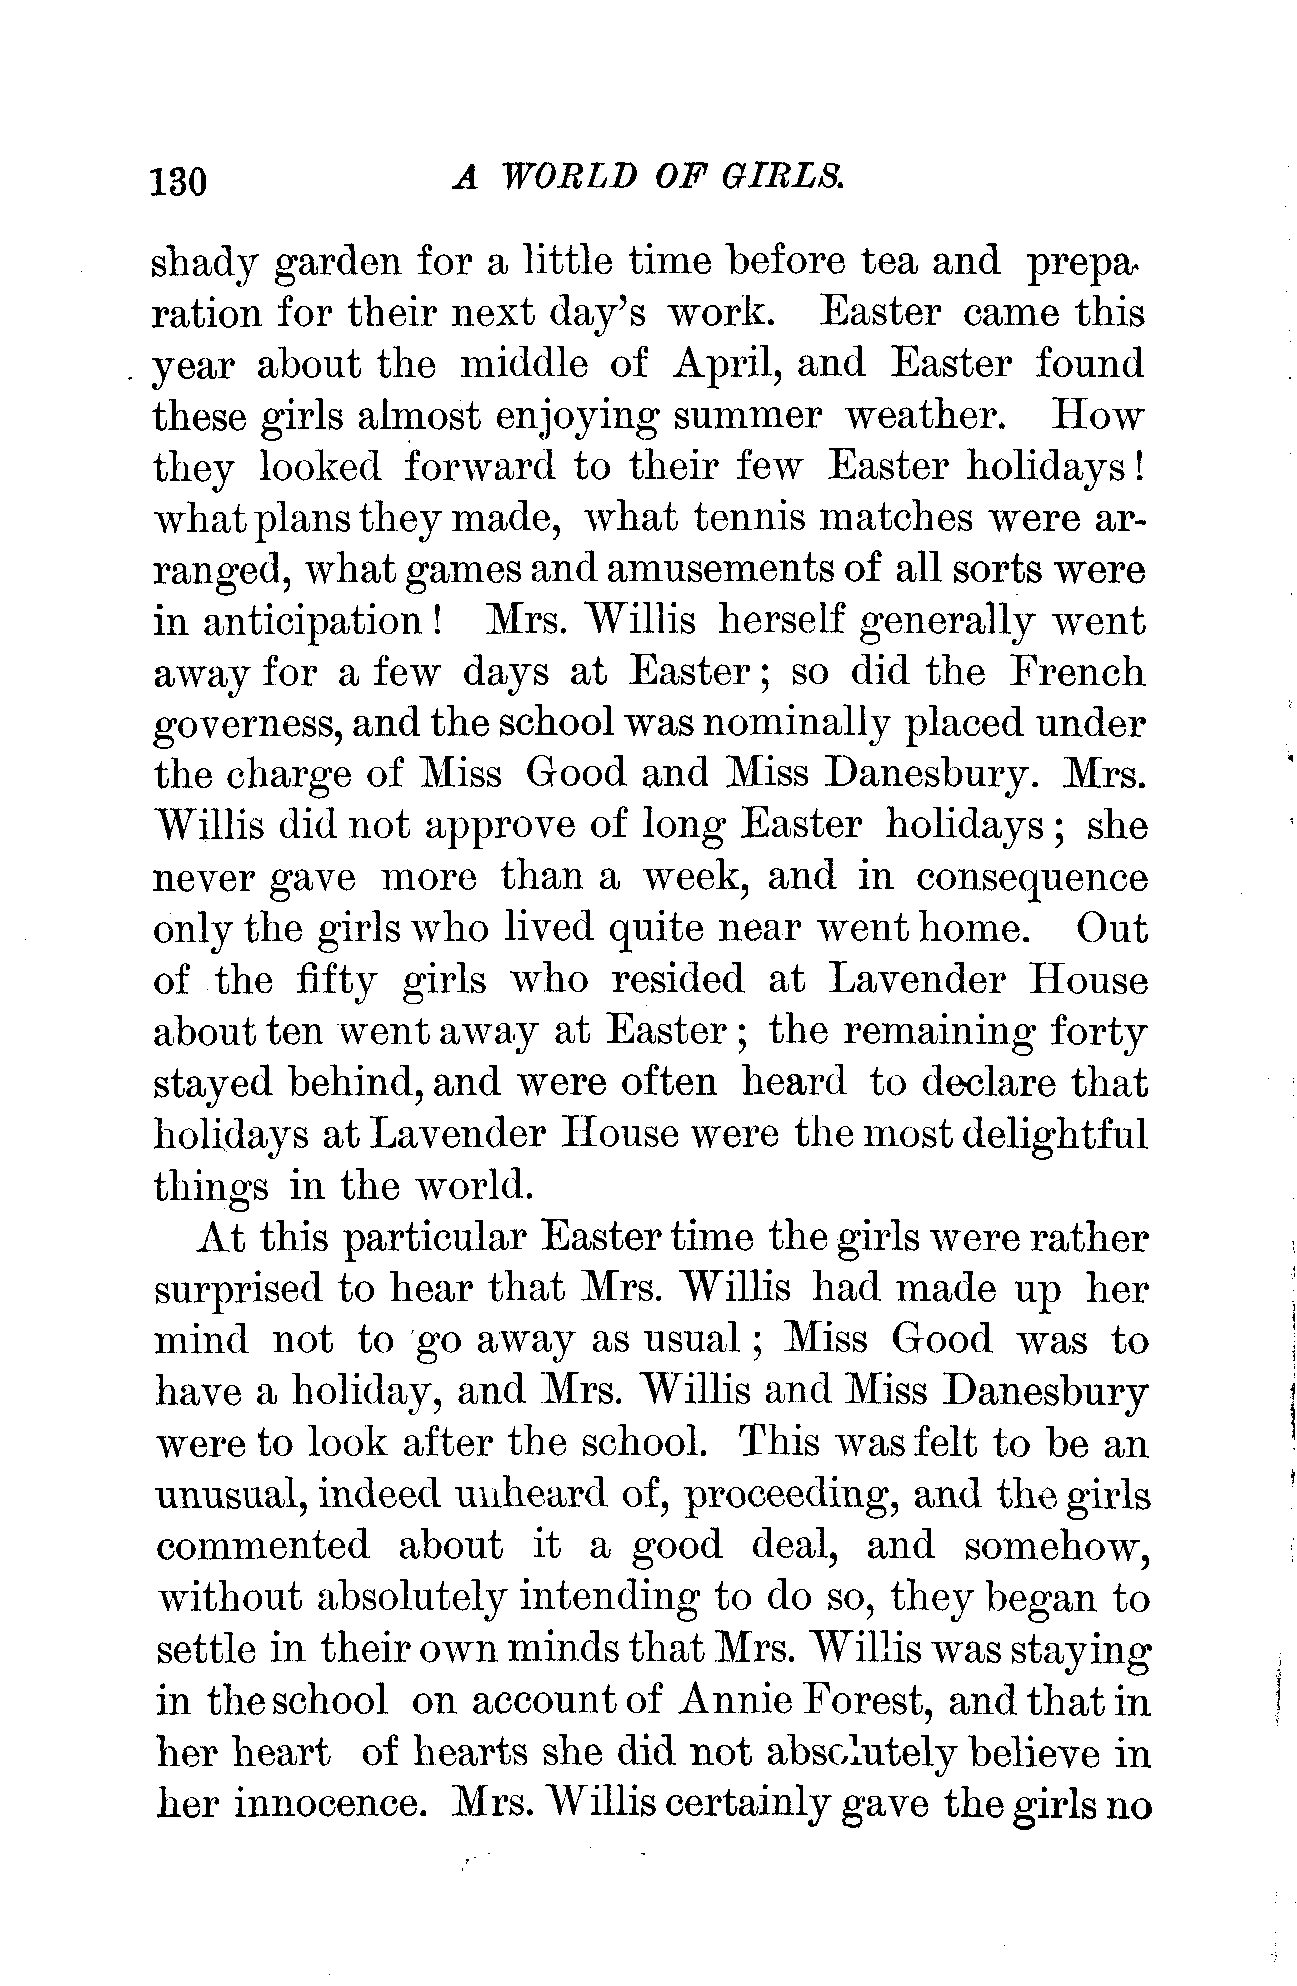 130 A WORLD OF GIRLS.
shady garden for a little time before tea and prepa-
ration for their next day's work. Easter came this
year about the middle of April, and Easter found
these girls almost enjoying summer weather. How
they looked forward to their few Easter holidays!
what plans they made, what tennis matches were ar-
ranged, what games and amusements of all sorts were
in anticipation! Mrs. Willis herself generally went
away for a few days at Easter; so did the French
governess, and the school was nominally placed under
the charge of Miss Good and Miss Danesbury. Mrs.
Willis did not approve of long Easter holidays; she
never gave more than a week, and in consequence
only the girls who lived quite near went home. Out
of the fifty girls who resided at Lavender House
about ten went away at Easter; the remaining forty
stayed behind, and were often heard to declare that
holidays at Lavender House were the most delightful
things in the world.
At this particular Easter time the girls were rather
surprised to hear that Mrs. Willis had made up her
mind not to go away as usual; Miss Good was to
have a holiday, and Mrs. Willis and Miss Danesbury
were to look after the school. This was felt to be an
unusual, indeed unheard of, proceeding, and the girls
commented about it a good deal, and somehow,
without absolutely intending to do so, they began to
settle in their own minds that Mrs. Willis was staying
in the school on account of Annie Forest, and that in
her heart of hearts she did not absolutely believe in
her innocence. Mrs. Willis certainly gave the girls no